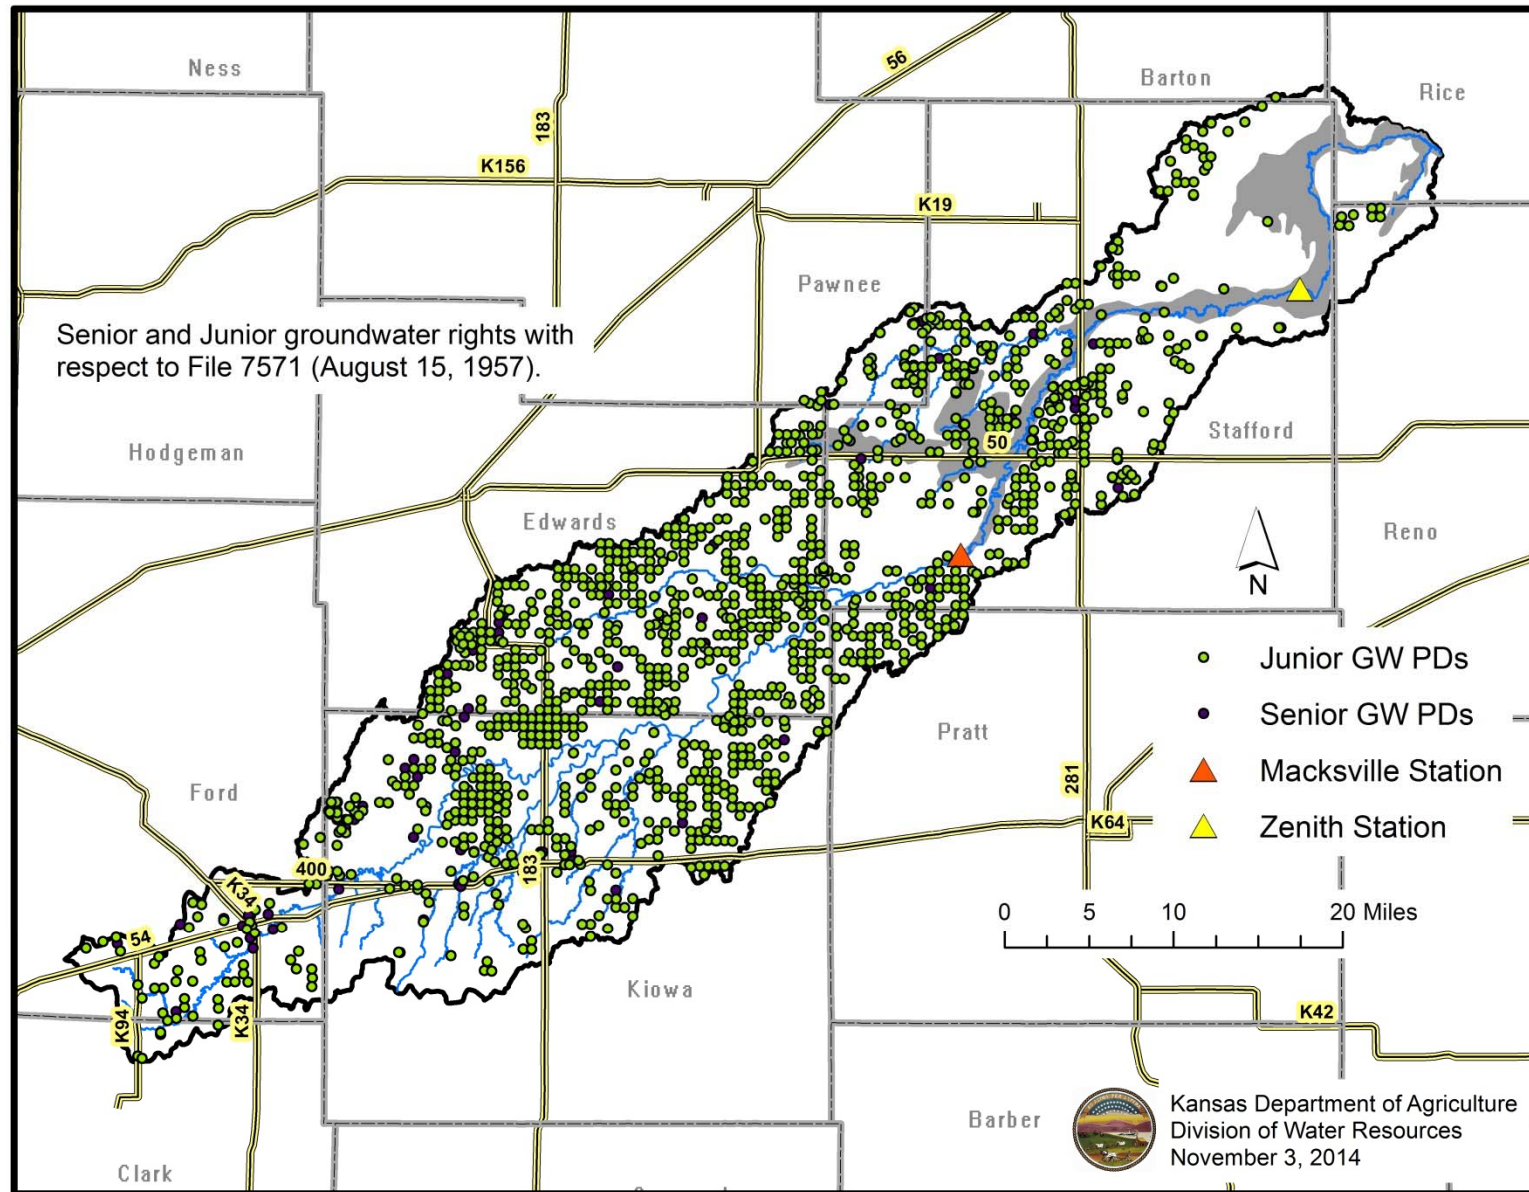 Ness
Barton
Rice
56
183
K156
K19
Pawnee
Senior and Junior groundwater rights with
respect to File 7571 (August 15, 1957).
Hodgeman
Stafford
50
Edwards
Reno
N
Junior GW PDs
Senior GW PDs
Macksville Station
Zenith Station
Pratt
Ford
281
K64
400
183
K34
54
0 5 10 20 Miles
Kiowa
K94
K34
K42
Barber
Kansas Department of Agriculture
Division of Water Resources
November 3, 2014
Clark